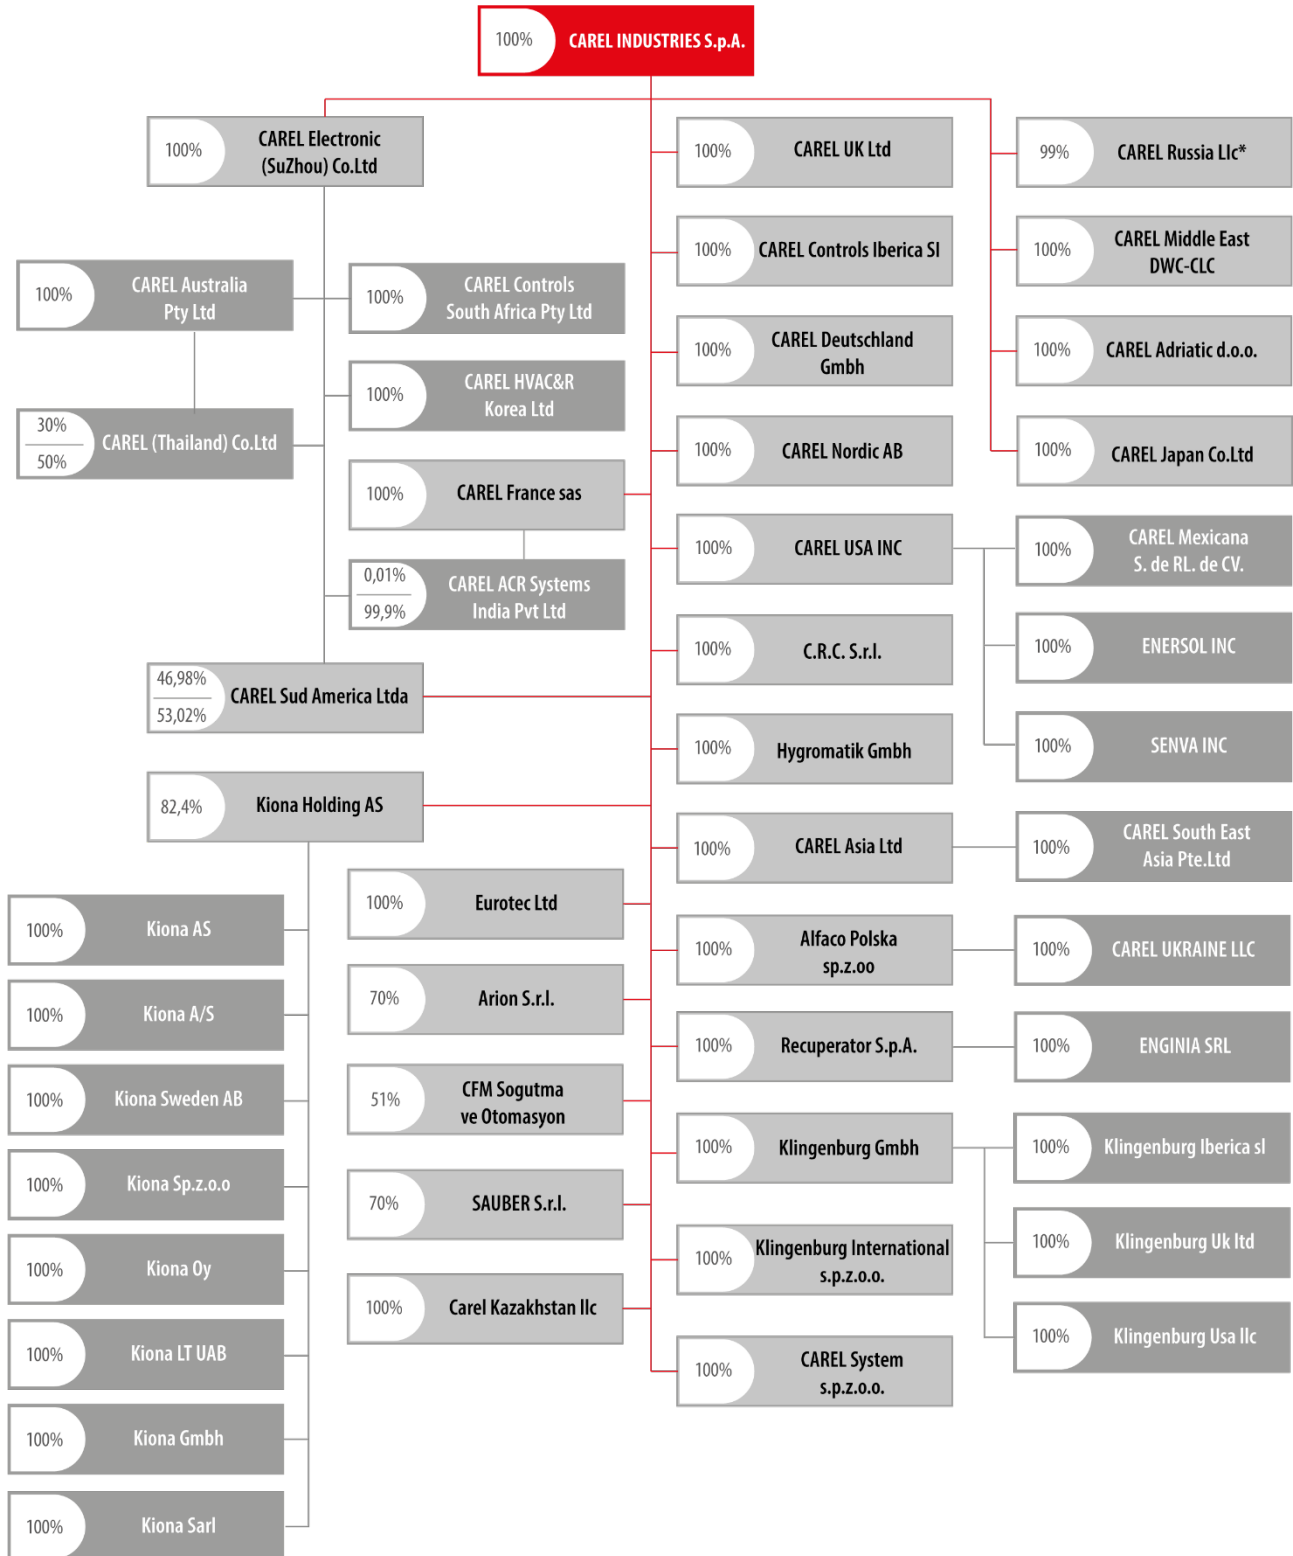 100%
CAREL INDUSTRIES S.p.A.
100%
CAREL Electronic
(SuZhou) Co.Ltd
100%
CAREL Australia
Pty Ltd
100%
CAREL Controls
South Africa Pty Ltd
100%
CAREL HVAC&R
Korea Ltd
30%
50%
CAREL (Thailand) Co.Ltd
100%
CAREL France sas
0,01%
99,9%
CAREL ACR Systems
India Pvt Ltd
46,98%
53,02%
CAREL Sud America Ltda
82,4%
Kiona Holding AS
100%
Kiona AS
100%
Kiona A/S
100%
Kiona Sweden AB
100%
Kiona Sp.z.o.o
100%
Kiona Oy
100%
Kiona LT UAB
100%
Kiona Gmbh
100%
Kiona Sarl
100%
Eurotec Ltd
70%
Arion S.r.l.
51%
CFM Sogutma
ve Otomasyon
70%
SAUBER S.r.l.
100%
Carel Kazakhstan llc
100%
CAREL UK Ltd
100%
CAREL Controls Iberica Sl
100%
CAREL Deutschland
Gmbh
100%
CAREL Nordic AB
100%
CAREL USA INC
100%
C.R.C. S.r.l.
100%
Hygromatik Gmbh
100%
CAREL Asia Ltd
100%
Alfaco Polska
sp.z.oo
100%
Recuperator S.p.A.
100%
Klingenburg Gmbh
100%
Klingenburg International
s.p.z.o.o.
100%
CAREL System
s.p.z.o.o.
99%
CAREL Russia Llc*
100%
CAREL Middle East
DWC-CLC
100%
CAREL Adriatic d.o.o.
100%
CAREL Japan Co.Ltd
100%
CAREL Mexicana
S. de RL. de CV.
100%
ENERSOL INC
100%
SENVA INC
100%
CAREL South East
Asia Pte.Ltd
100%
CAREL UKRAINE LLC
100%
ENGINIA SRL
100%
Klingenburg Iberica sl
100%
Klingenburg Uk ltd
100%
Klingenburg Usa llc